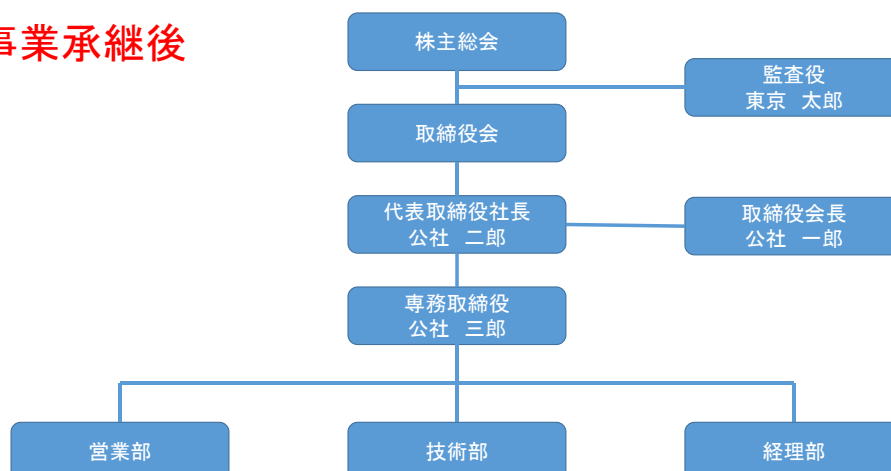 事業承継後
株主総会
監査役
東京　太郎
取締役会
代表取締役社長
公社　二郎
取締役会長
公社　一郎
専務取締役
公社　三郎
営業部
技術部
経理部